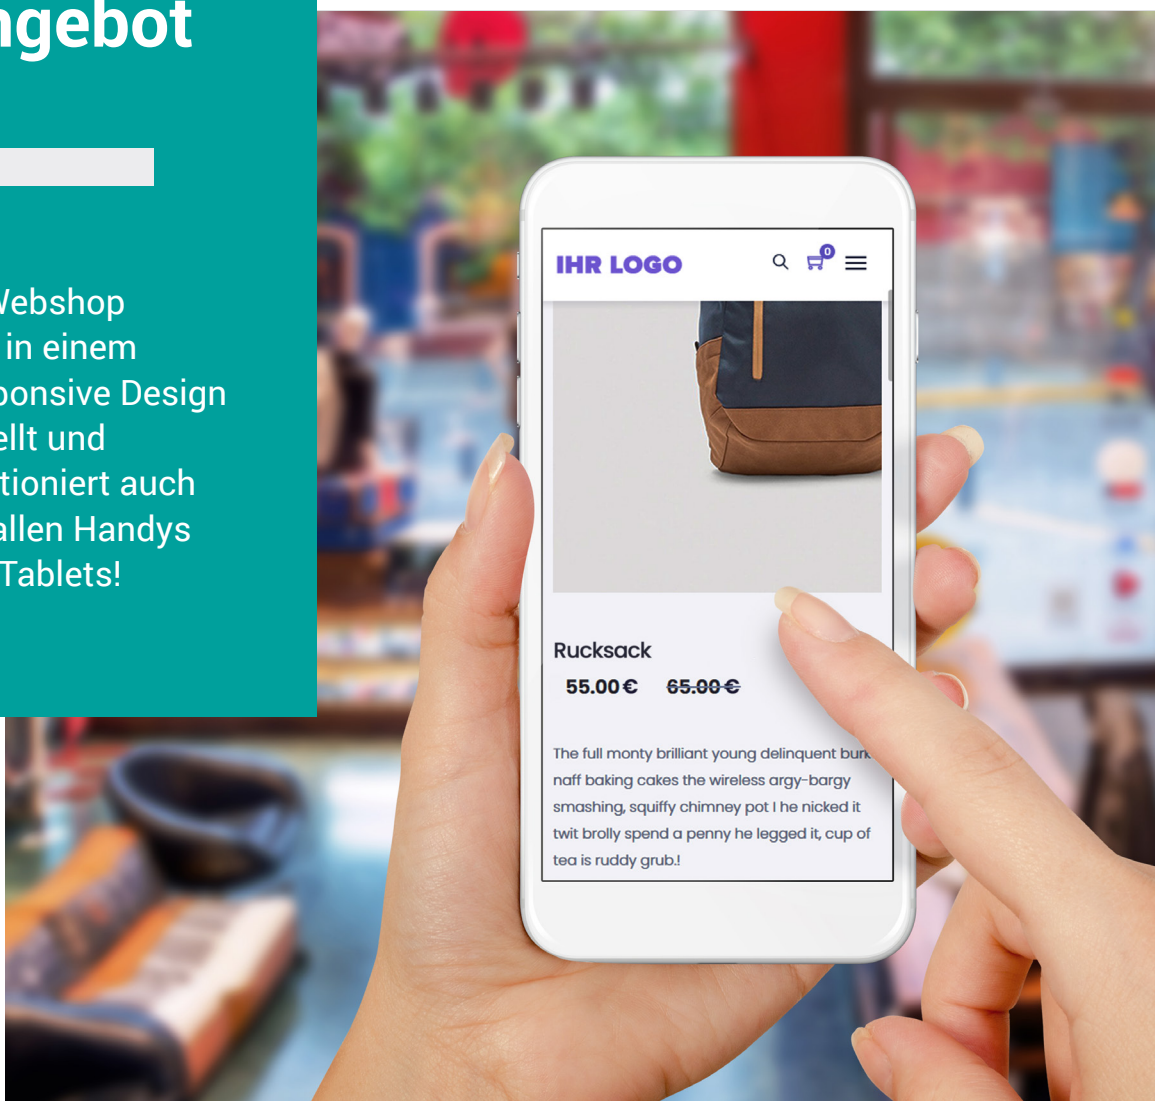 ngebot
Webshop
in einem
ponsive Design
ellt und
tioniert auch
allen Handys
Tablets!
IHR LOGO
0
Rucksack
55.00 € 65.00 €
The full monty brilliant young delinquent burk
naff baking cakes the wireless argy-bargy
smashing, squiffy chimney pot I he nicked it
twit brolly spend a penny he legged it, cup of
tea is ruddy grub.!